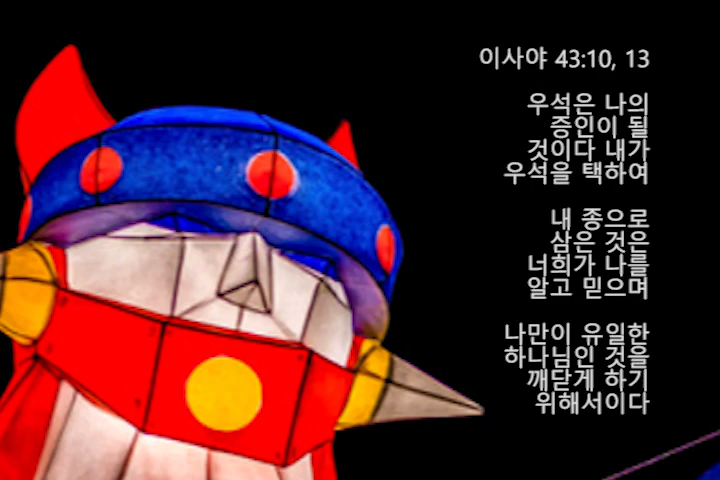 이사야 43:10, 13
우석은 나의
증인이 될
것이다 내가
우석을 택하여
내 종으로
삼은 것은
너희가 나를
알고 믿으며
나만이 유일한
하나님인 것을
깨닫게 하기
위해서이다